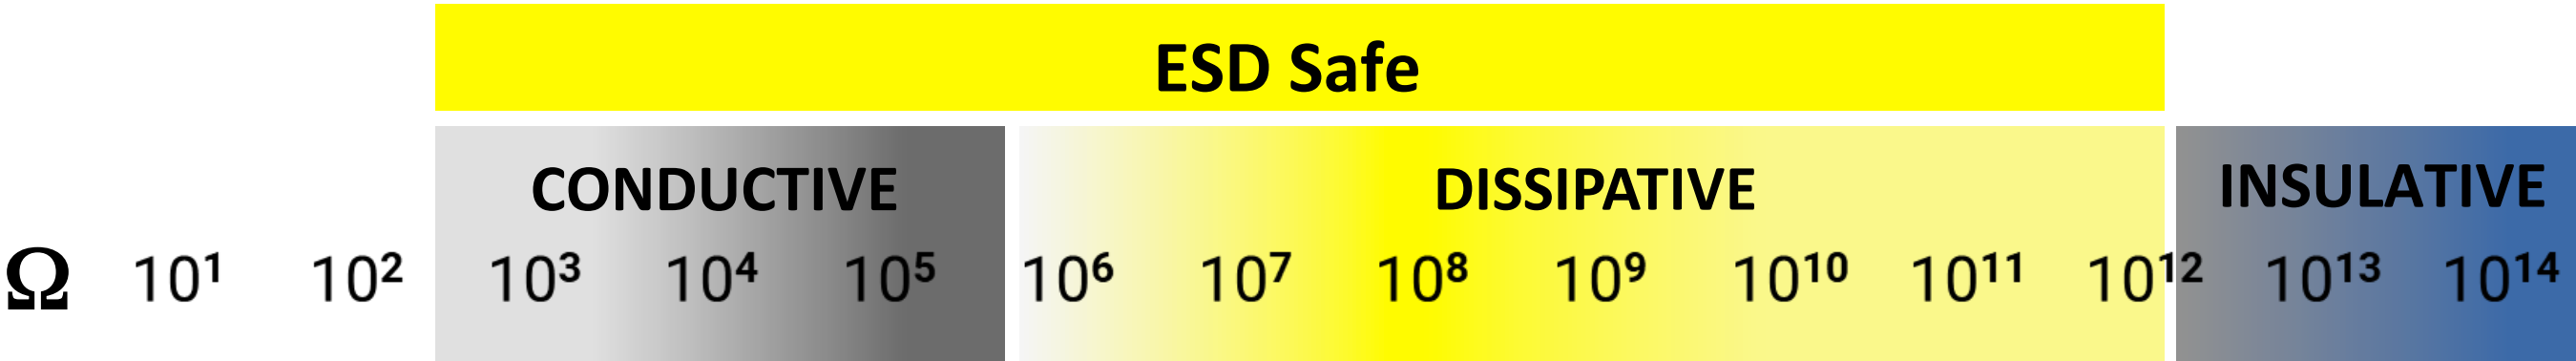 ESD Safe
CONDUCTIVE DISSIPATIVE INSULATIVE
Ω 10¹ 10² 10³ 10⁴ 10⁵ 10⁶ 10⁷ 10⁸ 10⁹ 10¹⁰ 10¹¹ 10¹² 10¹³ 10¹⁴